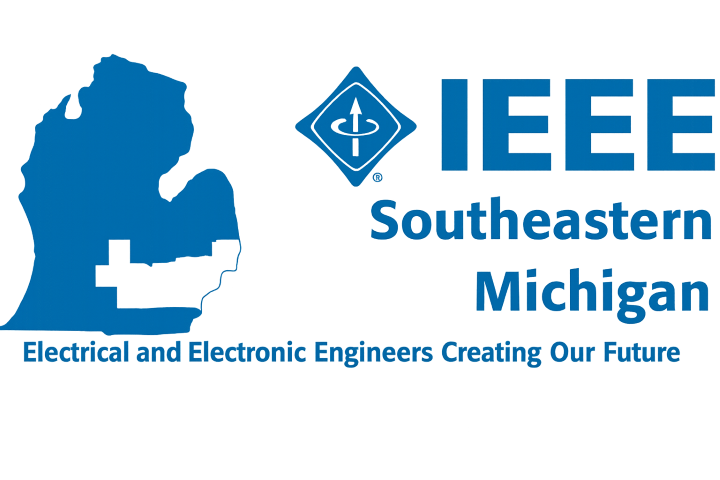 IEEE
®
Southeastern
Michigan
Electrical and Electronic Engineers Creating Our Future